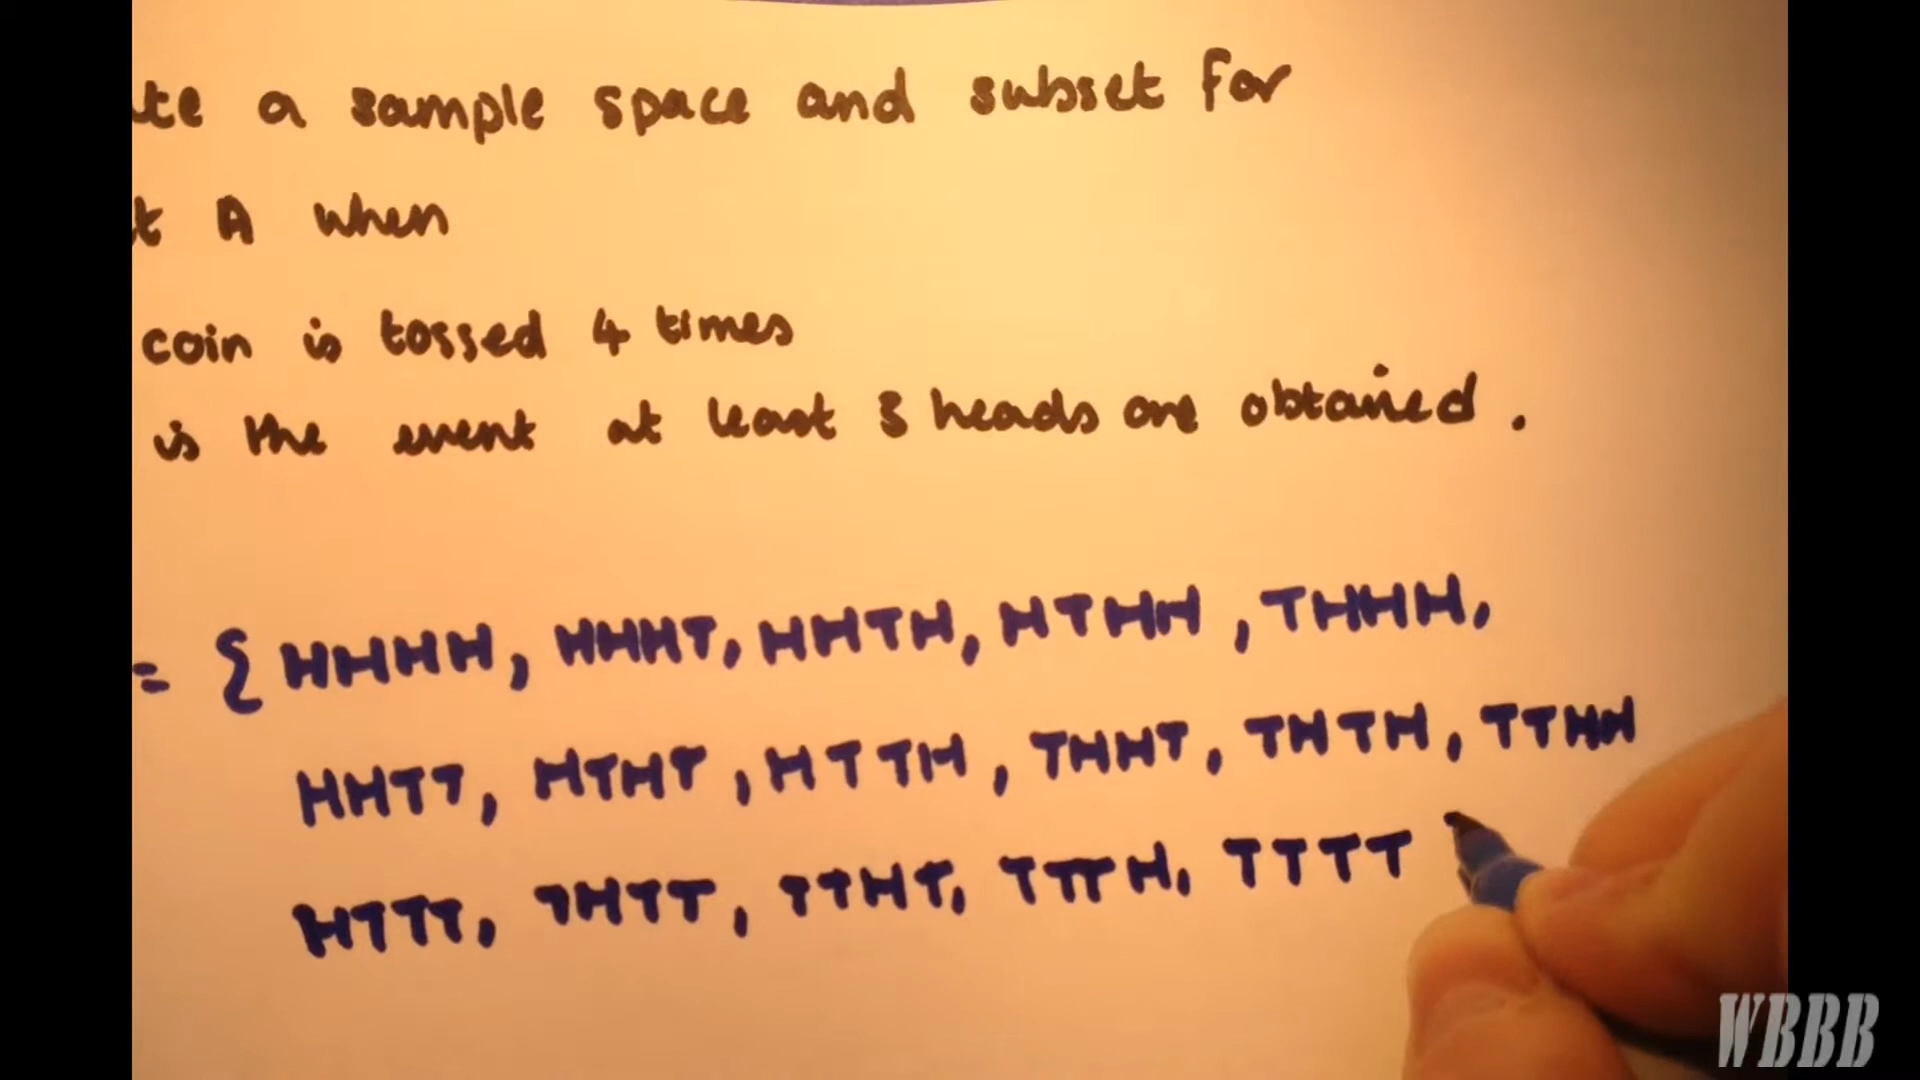 te a sample space and subset for
t A when
coin is tossed 4 times
is the event at least 3 heads are obtained.
= { HHHH, HHHT, HHTH, HTHH, THHH,
HHTT, HTHT, HTTH, THHT, THTH, TTHH
HTTT, THTT, TTHT, TTTH, TTTT
WBBB